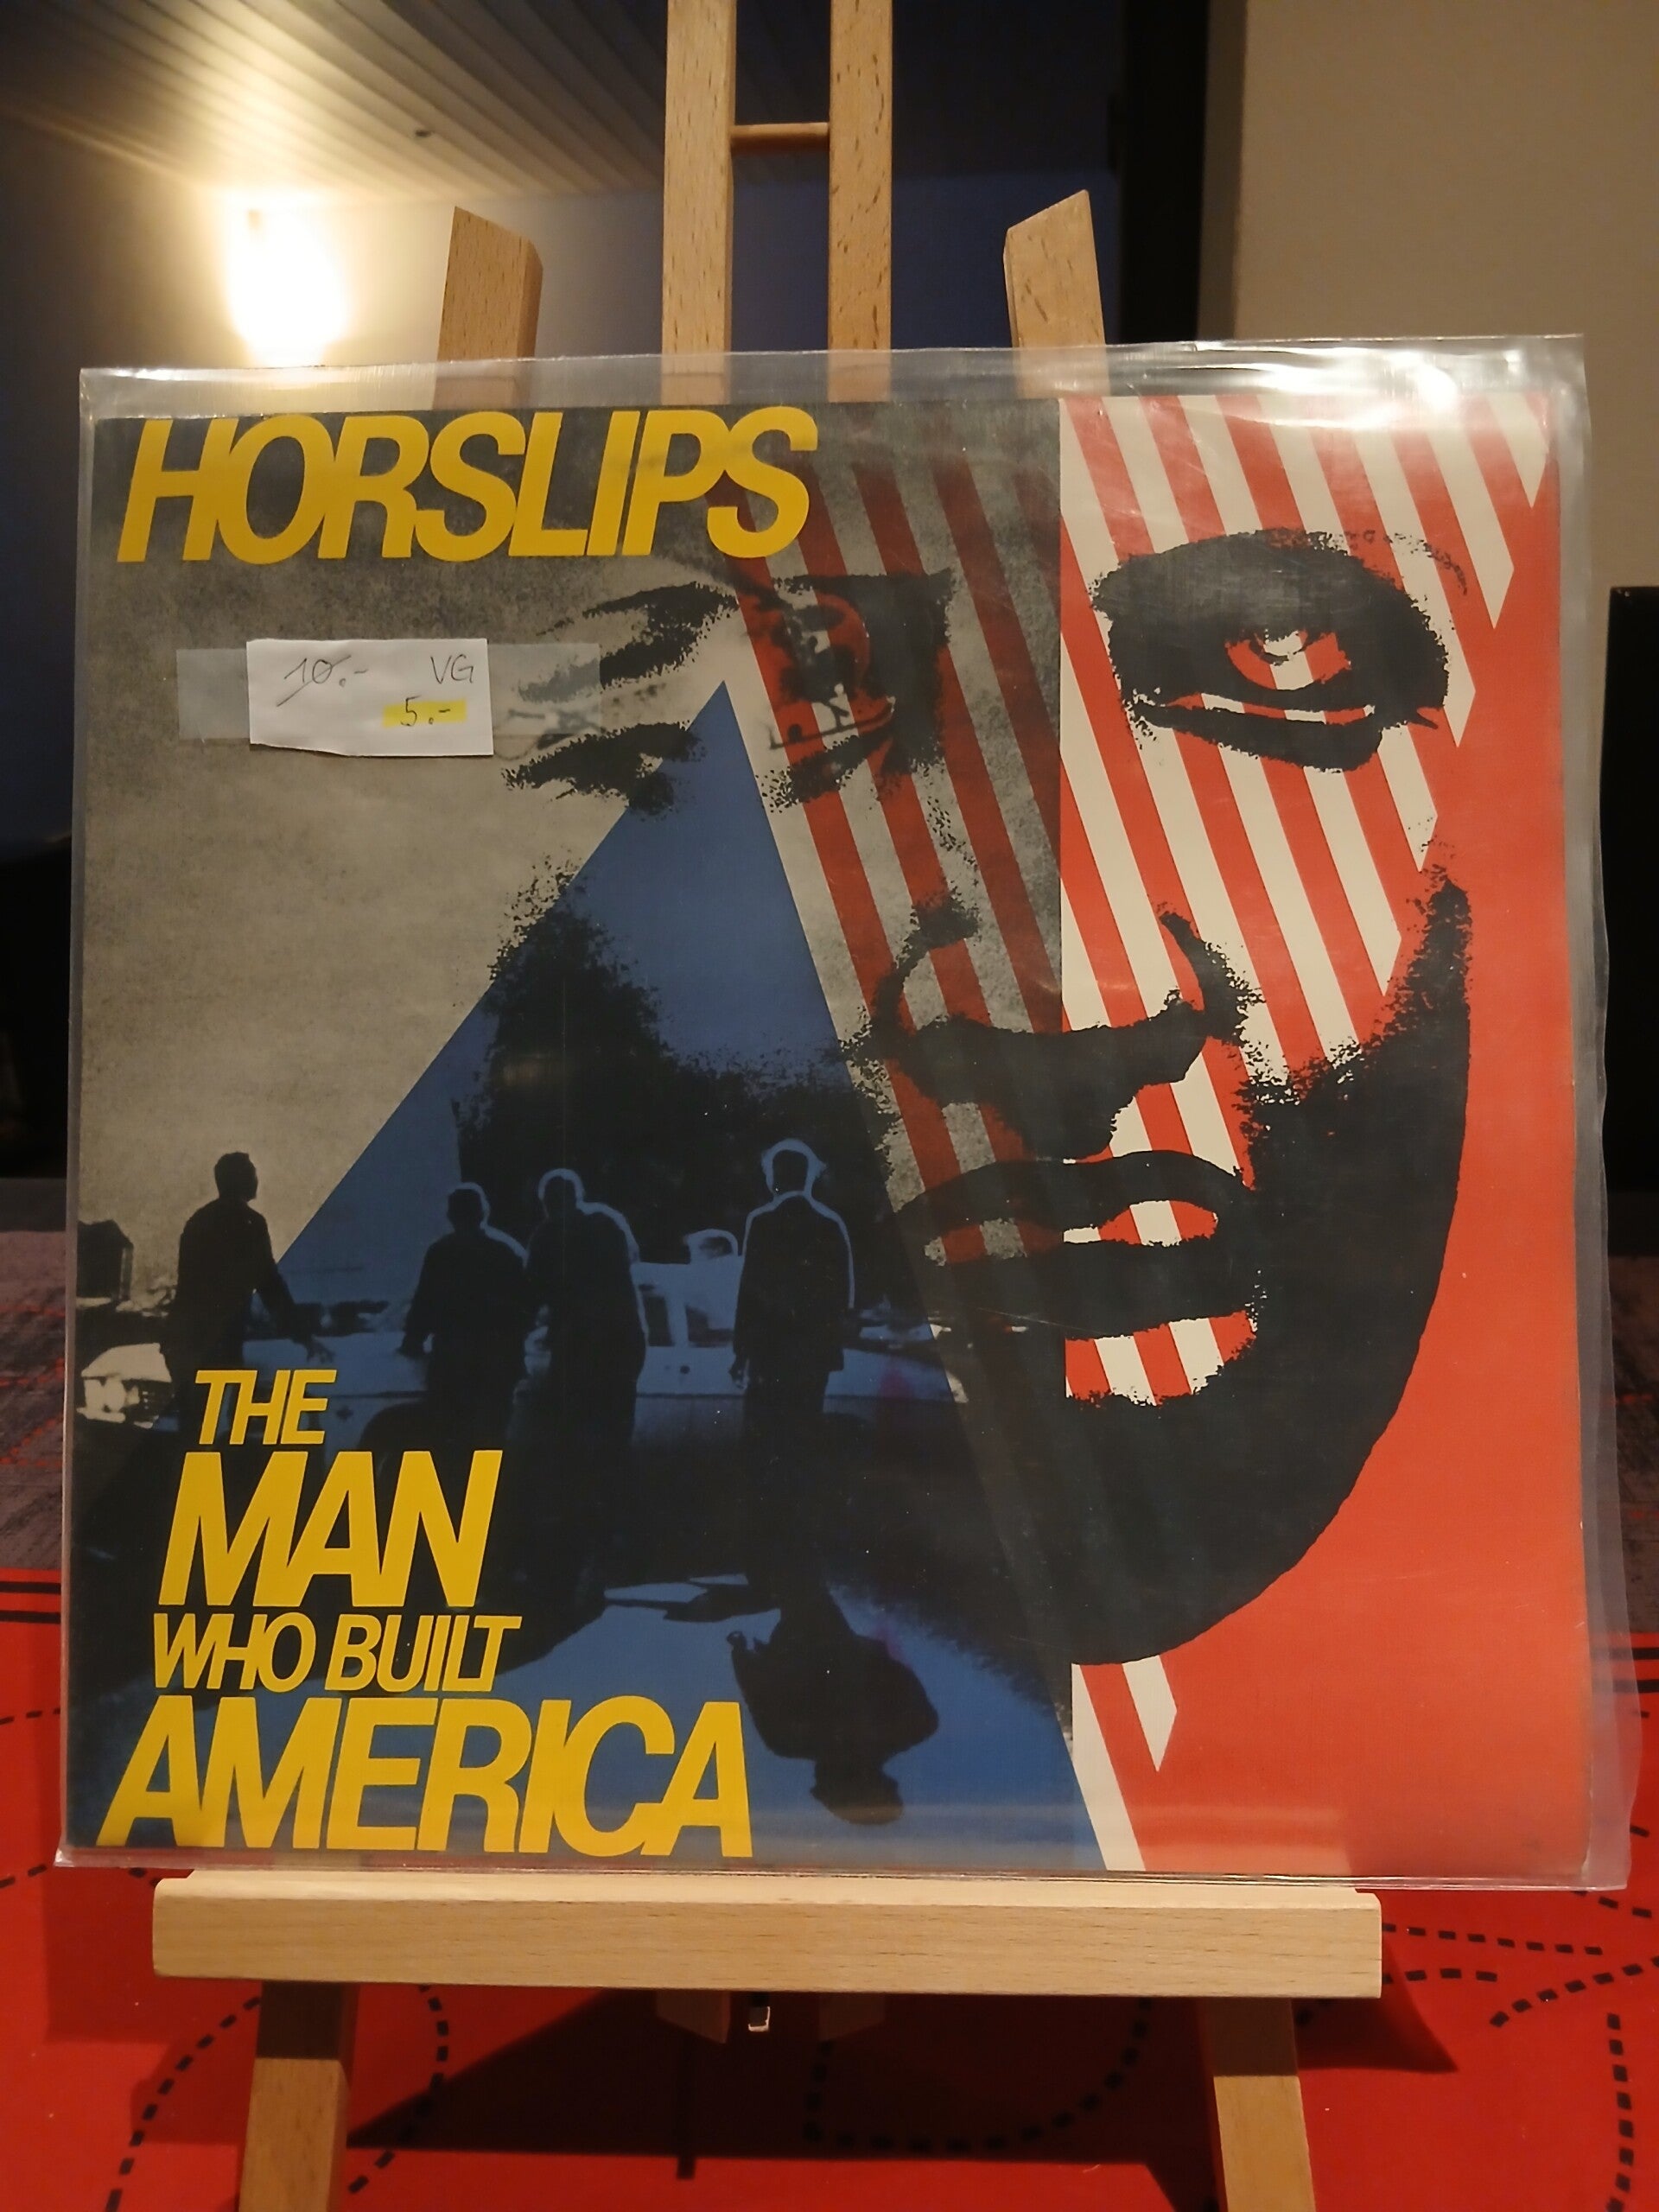 HORSLIPS
10.- VG
5.-
THE
MAN
WHO BUILT
AMERICA